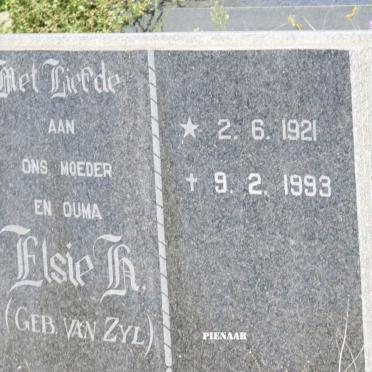 Met Liefde
AAN
ONS MOEDER
EN OUMA
Elsie H.
(GEB. VAN ZYL)
★ 2. 6. 1921
✝ 9. 2. 1993
PIENAAR